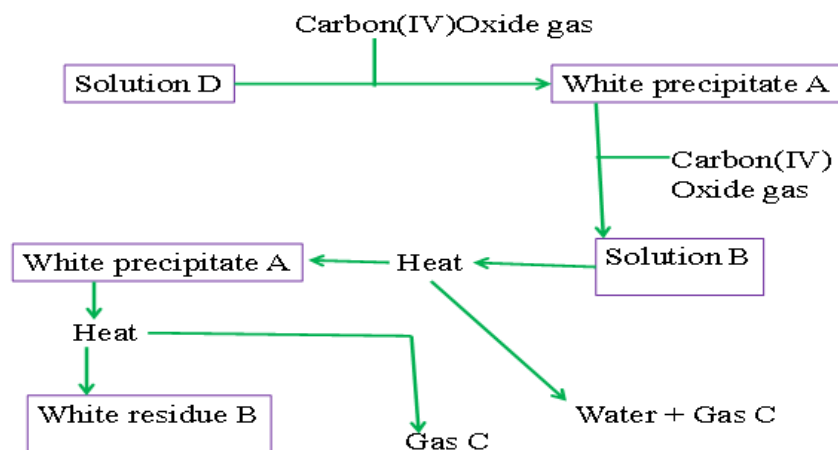 Carbon(IV)Oxide gas
Solution D
White precipitate A
Carbon(IV)
Oxide gas
White precipitate A
Heat
Solution B
Heat
White residue B
Gas C
Water + Gas C